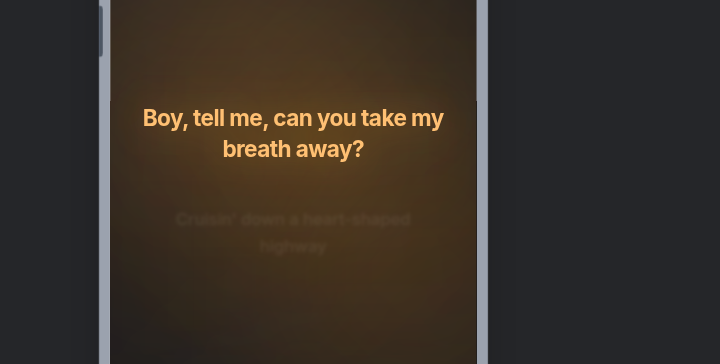 Boy, tell me, can you take my
breath away?
Cruisin' down a heart-shaped
highway